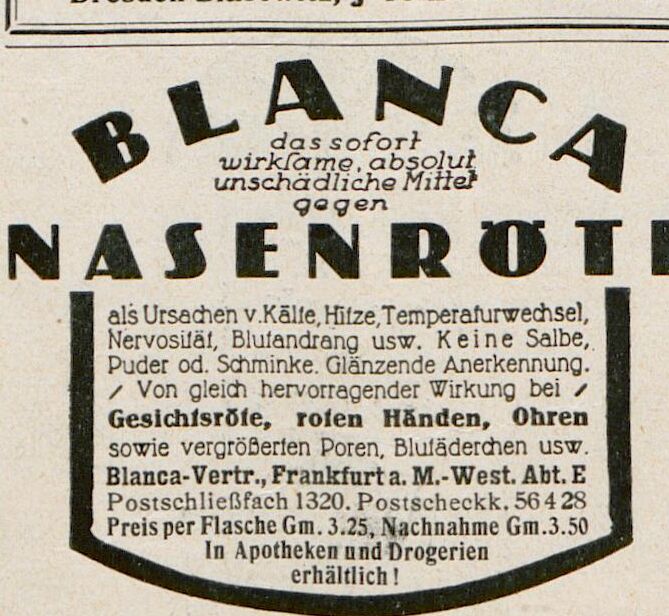 BLANCA
das sofort
wirksame, absolut
unschädliche Mittel
gegen
NASENRÖTE
als Ursachen v. Kälte, Hitze, Temperaturwechsel,
Nervosität, Blutandrang usw. Keine Salbe,
Puder od. Schminke. Glänzende Anerkennung.
/ Von gleich hervorragender Wirkung bei /
Gesichtsröte, roten Händen, Ohren
sowie vergrößerten Poren, Blutäderchen usw.
Blanca-Vertr., Frankfurt a. M.-West. Abt. E
Postschließfach 1320. Postscheckk. 56428
Preis per Flasche Gm. 3.25, Nachnahme Gm. 3.50
In Apotheken und Drogerien
erhältlich!